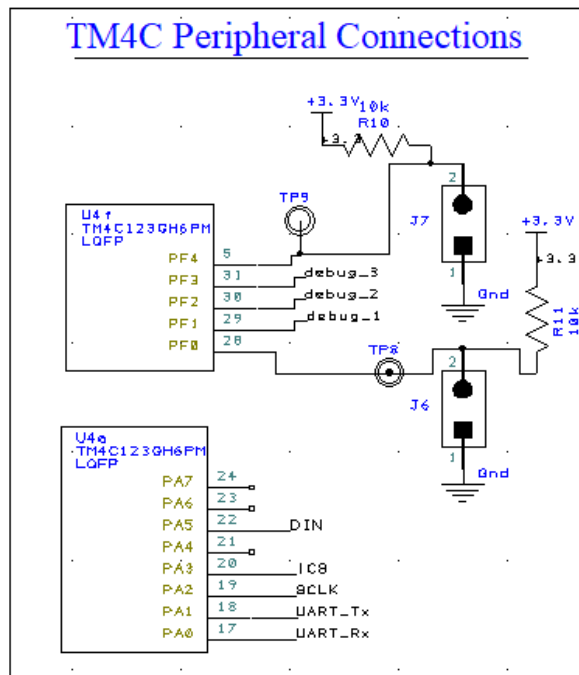 TM4C Peripheral Connections
+3.3V
10k
R10
+3.3
TP9
2
J7
1
Gnd
+3.3V
+3.3
R11
10k
U4f
TM4C123GH6PM
LQFP
PF4 5
PF3 31 debug_3
PF2 30 debug_2
PF1 29 debug_1
PF0 28
TP8
2
J6
1
Gnd
U4a
TM4C123GH6PM
LQFP
PA7 24
PA6 23
PA5 22 DIN
PA4 21
PA3 20
PA2 19 SCLK
PA1 18 UART_Tx
PA0 17 UART_Rx